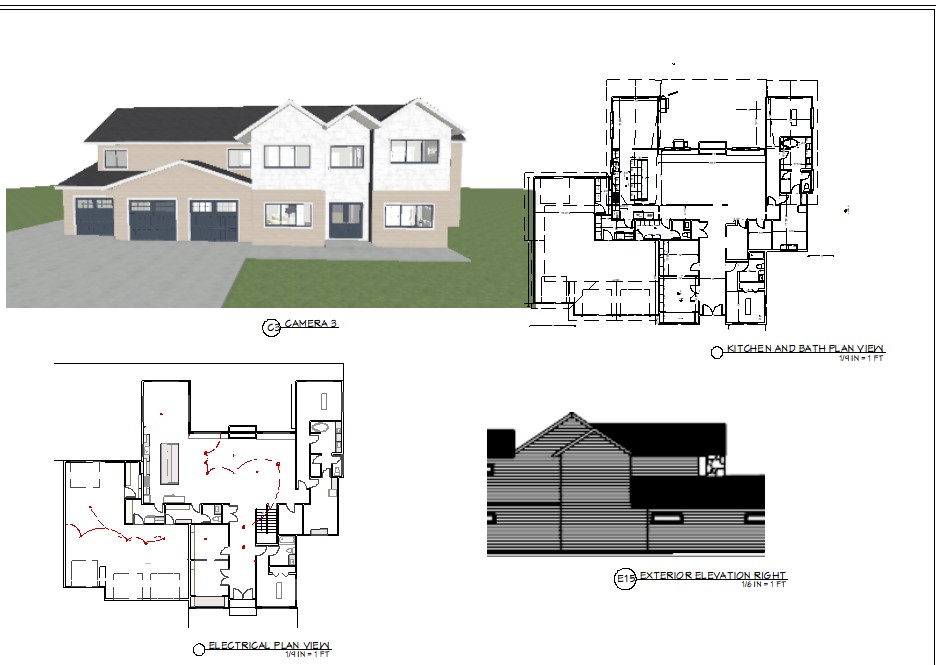 C3 CAMERA 3
KITCHEN AND BATH PLAN VIEW
1/4 IN = 1 FT
E15 EXTERIOR ELEVATION RIGHT
1/6 IN = 1 FT
ELECTRICAL PLAN VIEW
1/4 IN = 1 FT